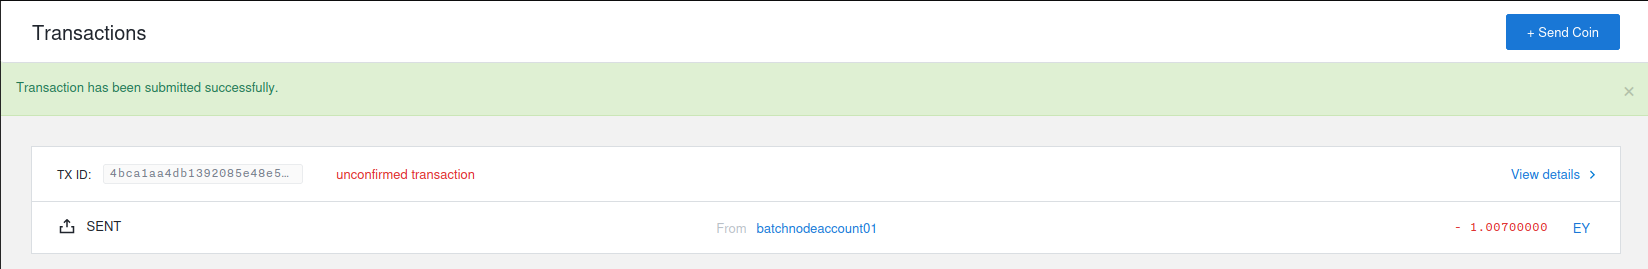 Transactions
+ Send Coin
Transaction has been submitted successfully.
×
TX ID: 4bca1aa4db1392085e48e5… unconfirmed transaction View details >
SENT From batchnodeaccount01 - 1.00700000 EY